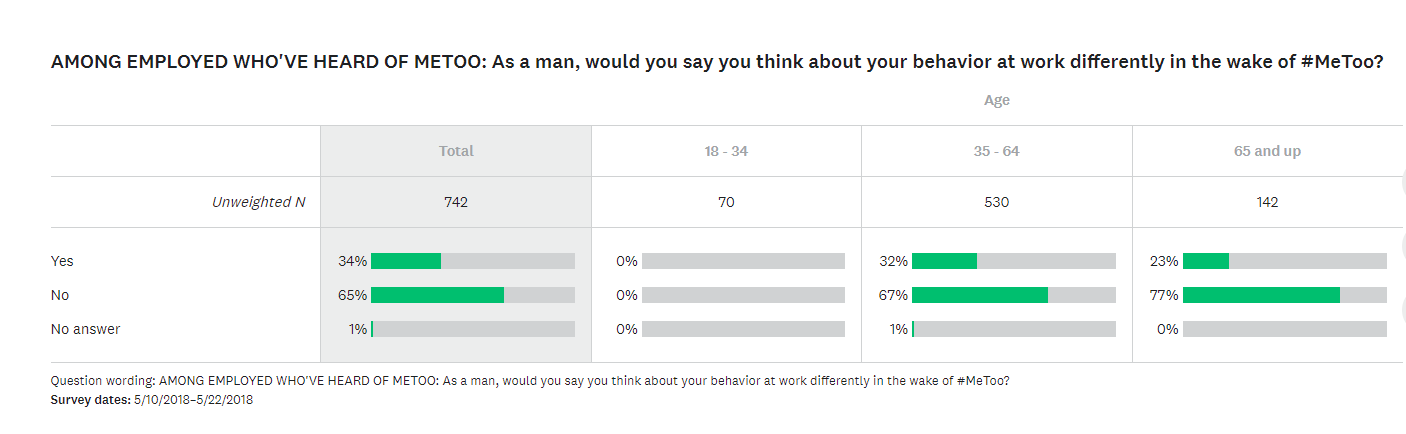 AMONG EMPLOYED WHO'VE HEARD OF METOO: As a man, would you say you think about your behavior at work differently in the wake of #MeToo?
Age
Total 18 - 34 35 - 64 65 and up
Unweighted N 742 70 530 142
Yes 34% 0% 32% 23%
No 65% 0% 67% 77%
No answer 1% 0% 1% 0%
Question wording: AMONG EMPLOYED WHO'VE HEARD OF METOO: As a man, would you say you think about your behavior at work differently in the wake of #MeToo?
Survey dates: 5/10/2018–5/22/2018